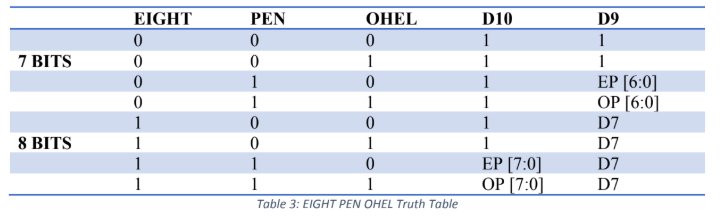 EIGHT PEN OHEL D10 D9
0 0 0 1 1
7 BITS 0 0 1 1 1
0 1 0 1 EP [6:0]
0 1 1 1 OP [6:0]
1 0 0 1 D7
8 BITS 1 0 1 1 D7
1 1 0 EP [7:0] D7
1 1 1 OP [7:0] D7
Table 3: EIGHT PEN OHEL Truth Table